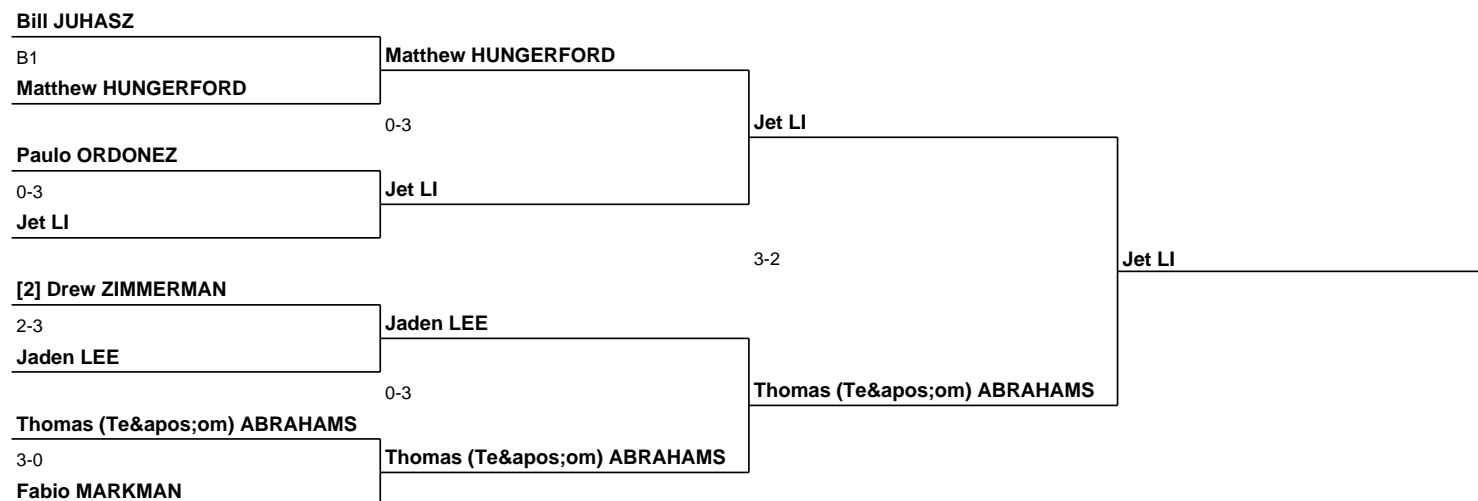 Bill JUHASZ
B1
Matthew HUNGERFORD
Matthew HUNGERFORD
0-3
Jet LI
Paulo ORDONEZ
0-3
Jet LI
Jet LI
3-2
Jet LI
[2] Drew ZIMMERMAN
2-3
Jaden LEE
Jaden LEE
0-3
Thomas (Te&apos;om) ABRAHAMS
Thomas (Te&apos;om) ABRAHAMS
3-0
Thomas (Te&apos;om) ABRAHAMS
Fabio MARKMAN